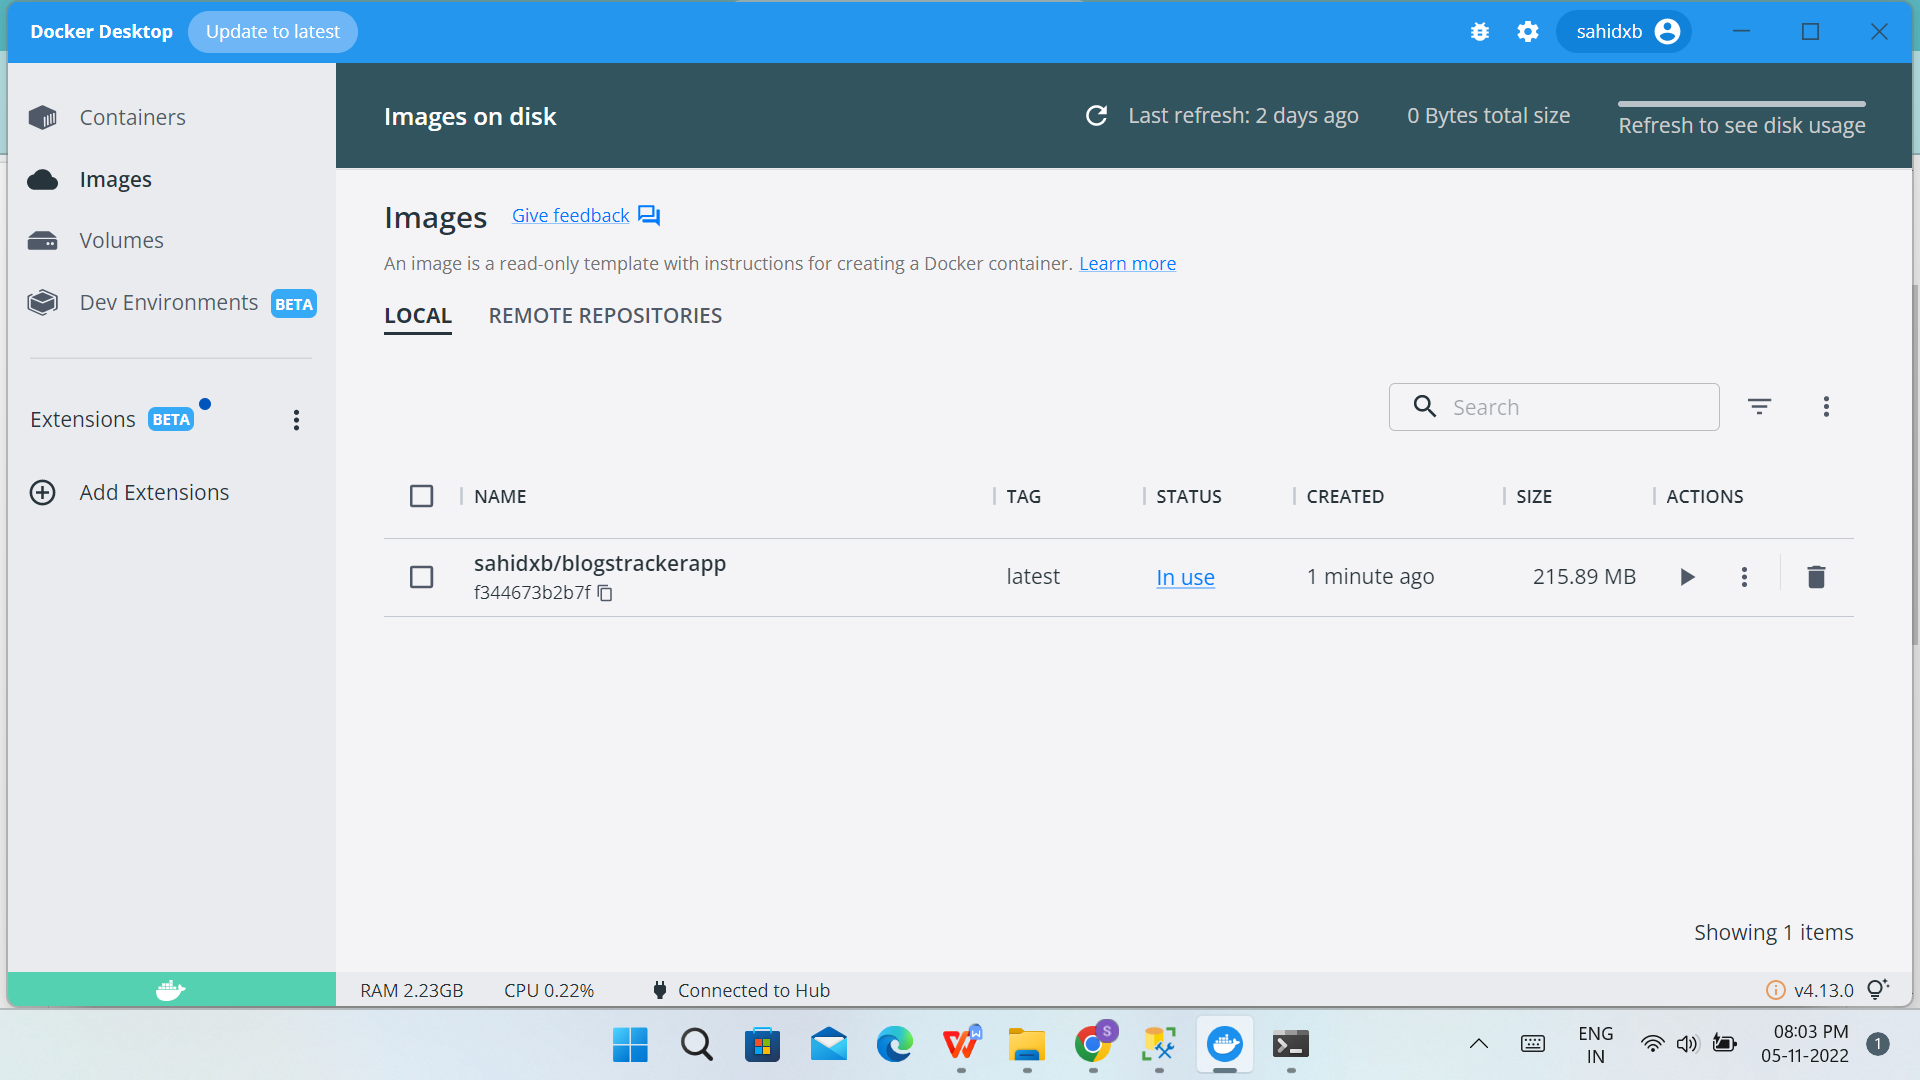 Docker Desktop Update to latest sahidxb
Containers
Images
Volumes
Dev Environments BETA
Extensions BETA
Add Extensions
Images on disk Last refresh: 2 days ago 0 Bytes total size Refresh to see disk usage
Images Give feedback
An image is a read-only template with instructions for creating a Docker container. Learn more
LOCAL REMOTE REPOSITORIES
Search
NAME TAG STATUS CREATED SIZE ACTIONS
sahidxb/blogstrackerapp latest In use 1 minute ago 215.89 MB
f344673b2b7f
Showing 1 items
RAM 2.23GB CPU 0.22% Connected to Hub v4.13.0
S
W
ENG
IN
08:03 PM
05-11-2022
1